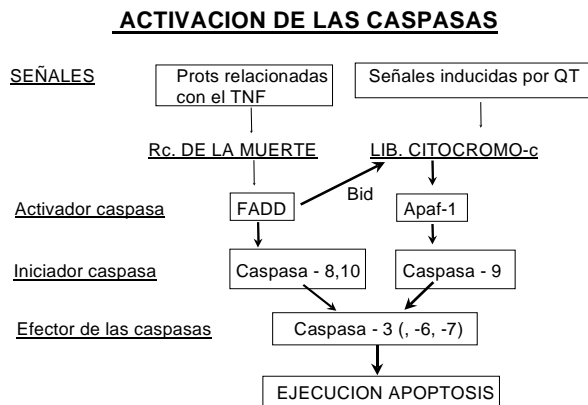 ACTIVACION DE LAS CASPASAS
SEÑALES
Prots relacionadas
con el TNF
Señales inducidas por QT
Rc. DE LA MUERTE
LIB. CITOCROMO-c
Bid
Activador caspasa
FADD
Apaf-1
Iniciador caspasa
Caspasa - 8,10
Caspasa - 9
Efector de las caspasas
Caspasa - 3 (, -6, -7)
EJECUCION APOPTOSIS